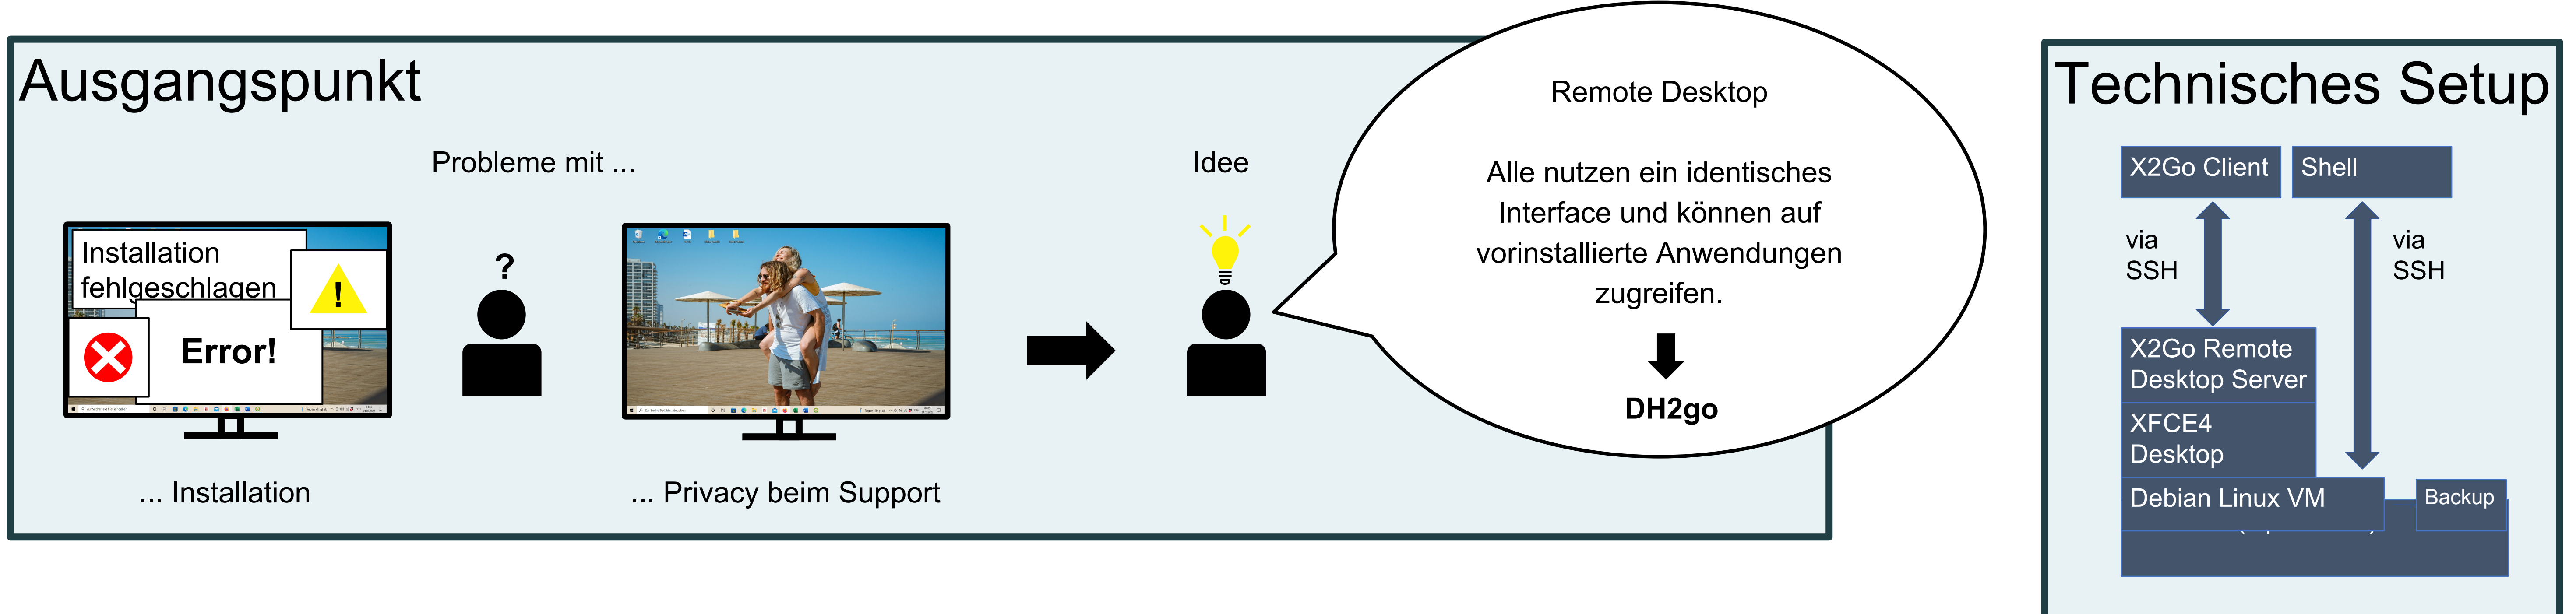 Ausgangspunkt
Probleme mit ...
Installation
fehlgeschlagen
!
Error!
... Installation
?
... Privacy beim Support
Idee
Remote Desktop
Alle nutzen ein identisches
Interface und können auf
vorinstallierte Anwendungen
zugreifen.
DH2go
Technisches Setup
X2Go Client
Shell
via
SSH
via
SSH
X2Go Remote
Desktop Server
XFCE4
Desktop
Debian Linux VM
Backup